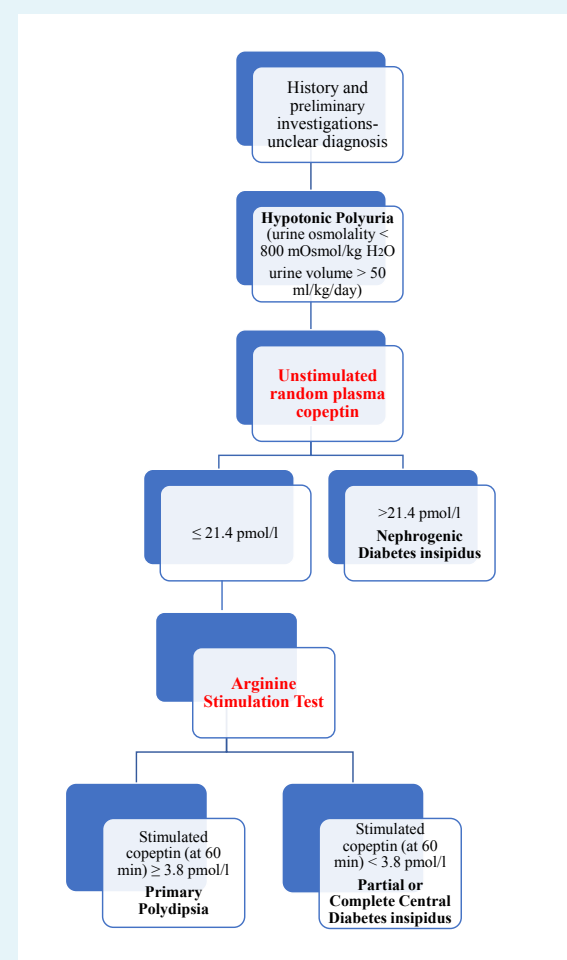 History and
preliminary
investigations-
unclear diagnosis
Hypotonic Polyuria
(urine osmolality <
800 mOsmol/kg H2O
urine volume > 50
ml/kg/day)
Unstimulated
random plasma
copeptin
≤ 21.4 pmol/l
>21.4 pmol/l
Nephrogenic
Diabetes insipidus
Arginine
Stimulation Test
Stimulated
copeptin (at 60
min) ≥ 3.8 pmol/l
Primary
Polydipsia
Stimulated
copeptin (at 60
min) < 3.8 pmol/l
Partial or
Complete Central
Diabetes insipidus